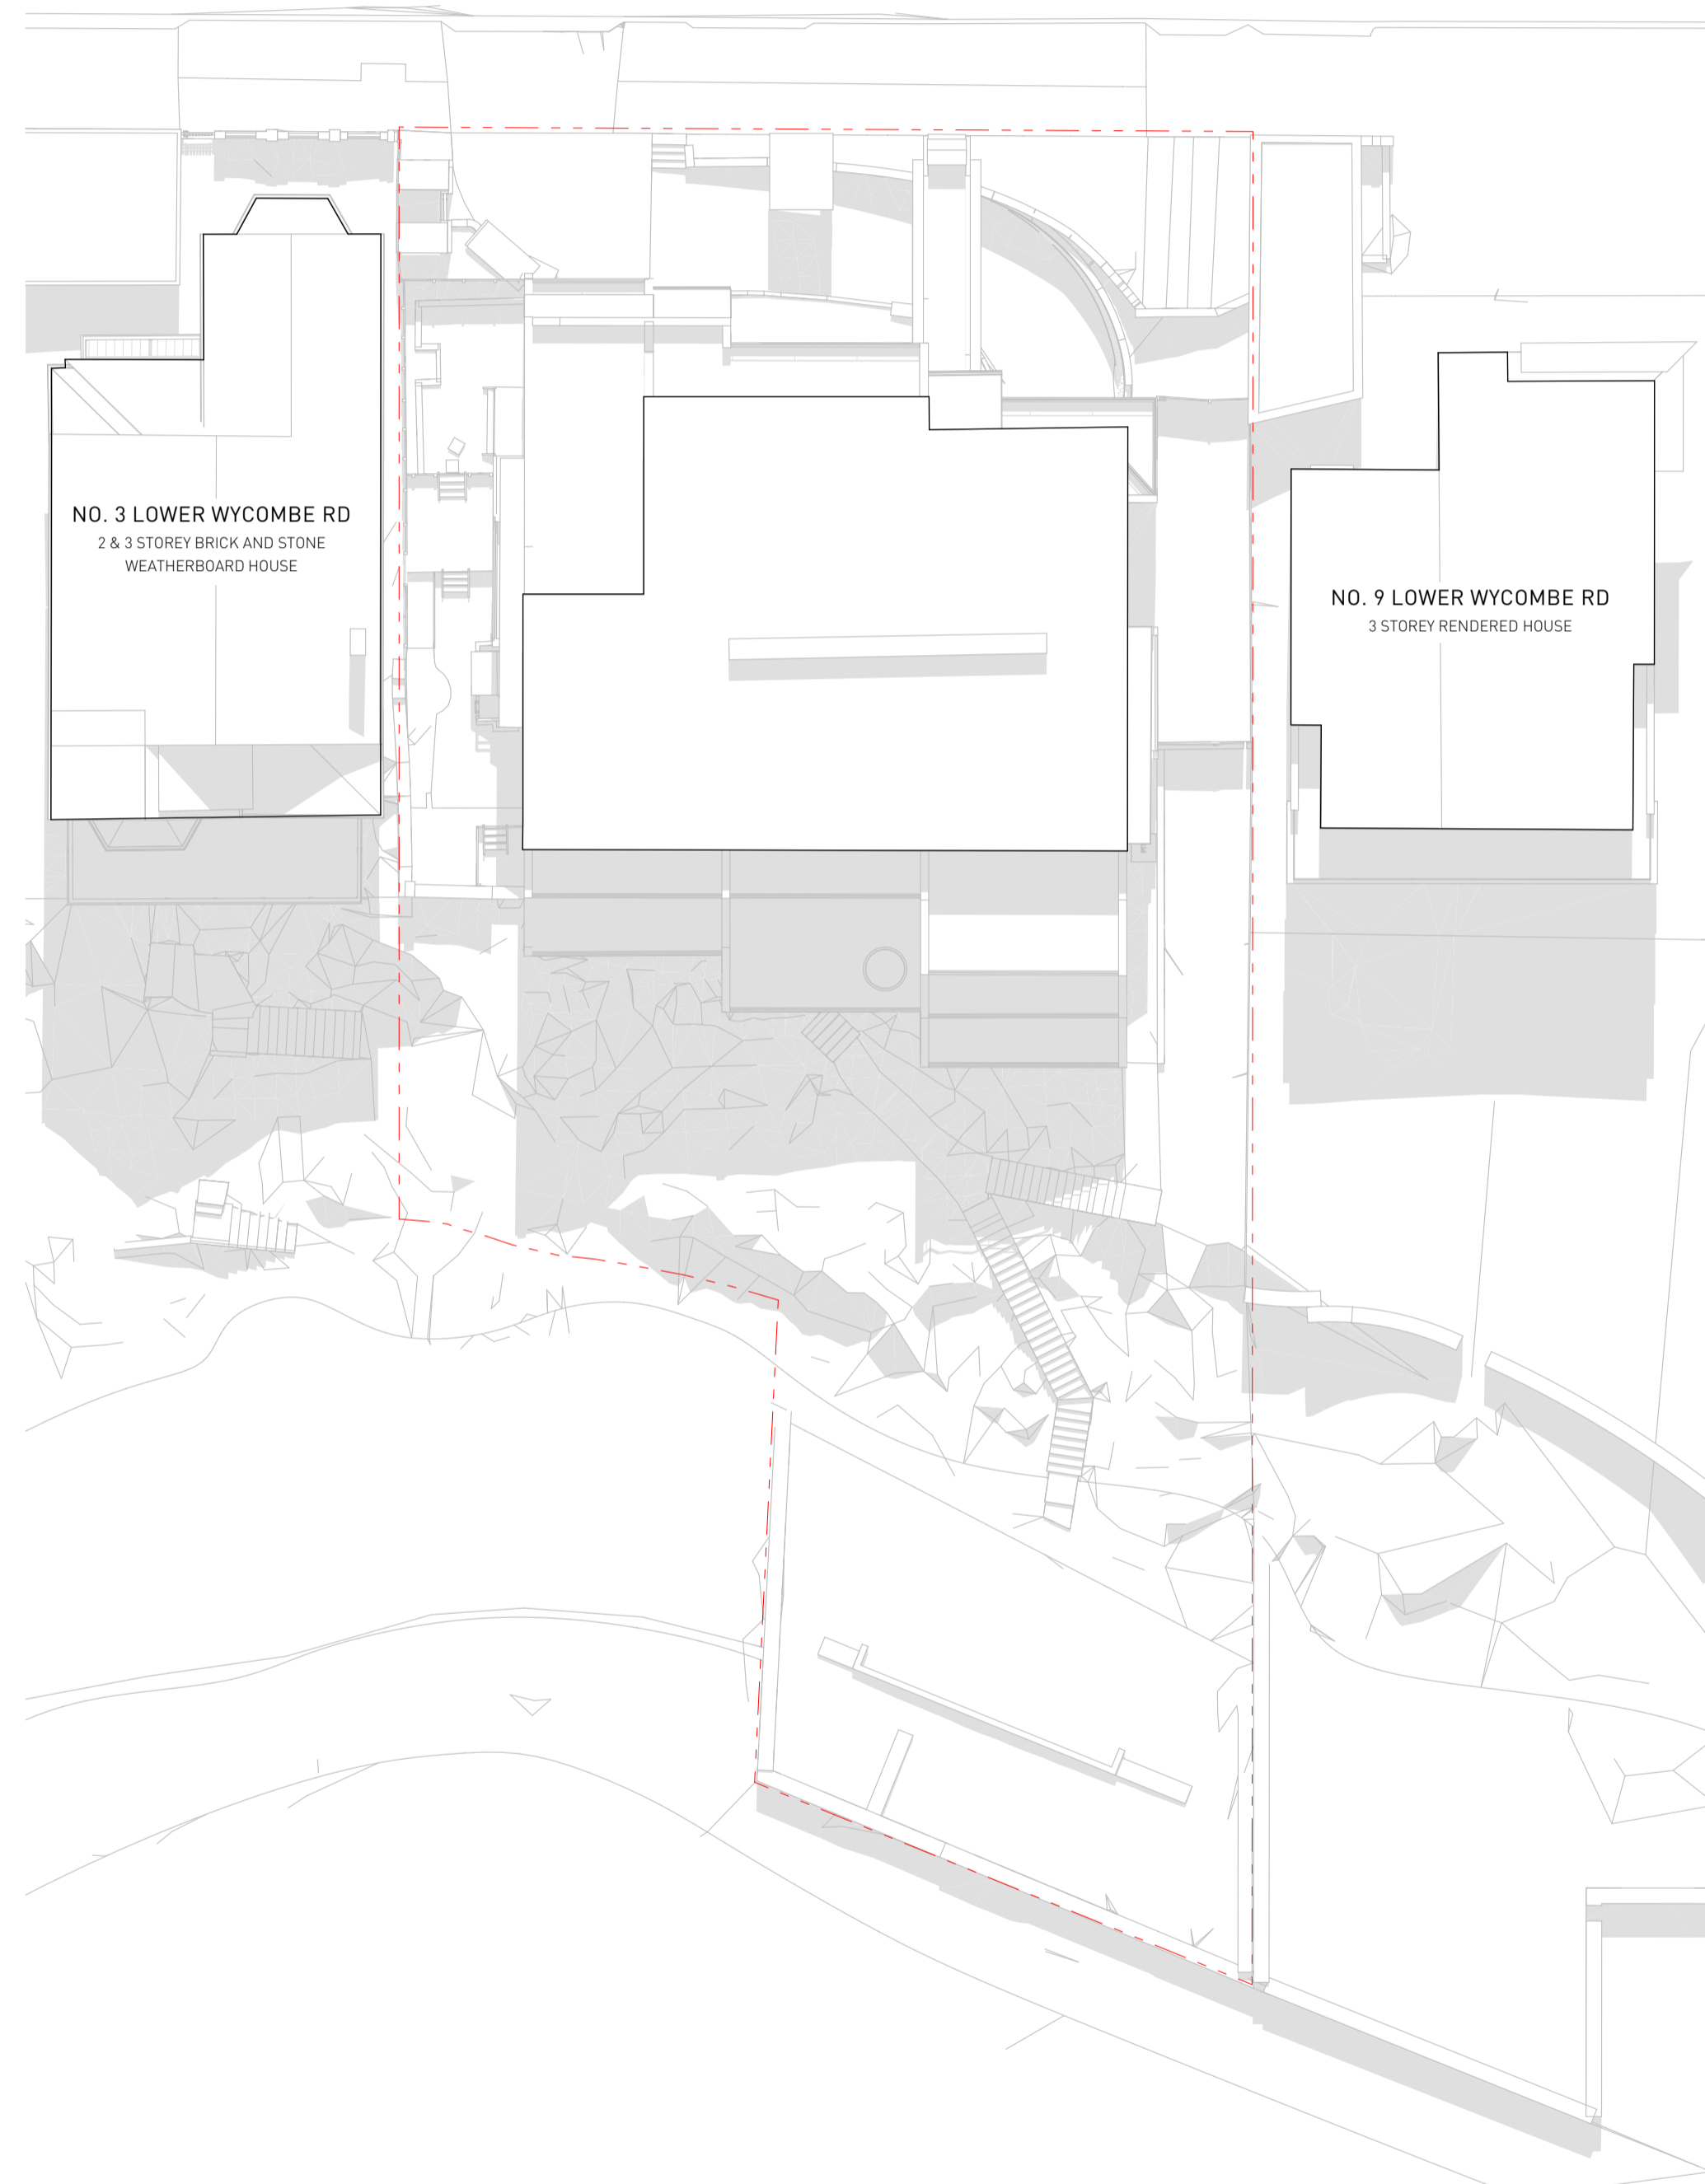 NO. 3 LOWER WYCOMBE RD
2 & 3 STOREY BRICK AND STONE
WEATHERBOARD HOUSE
NO. 9 LOWER WYCOMBE RD
3 STOREY RENDERED HOUSE